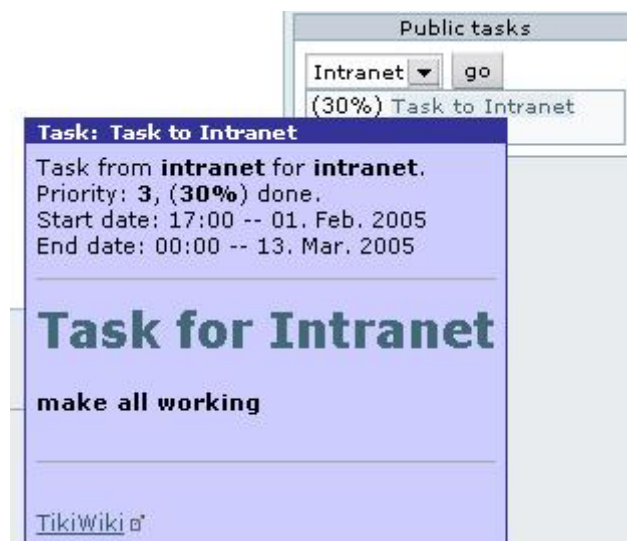 Public tasks
Intranet go
(30%) Task to Intranet
Task: Task to Intranet
Task from intranet for intranet.
Priority: 3, (30%) done.
Start date: 17:00 -- 01. Feb. 2005
End date: 00:00 -- 13. Mar. 2005
Task for Intranet
make all working
TikiWiki